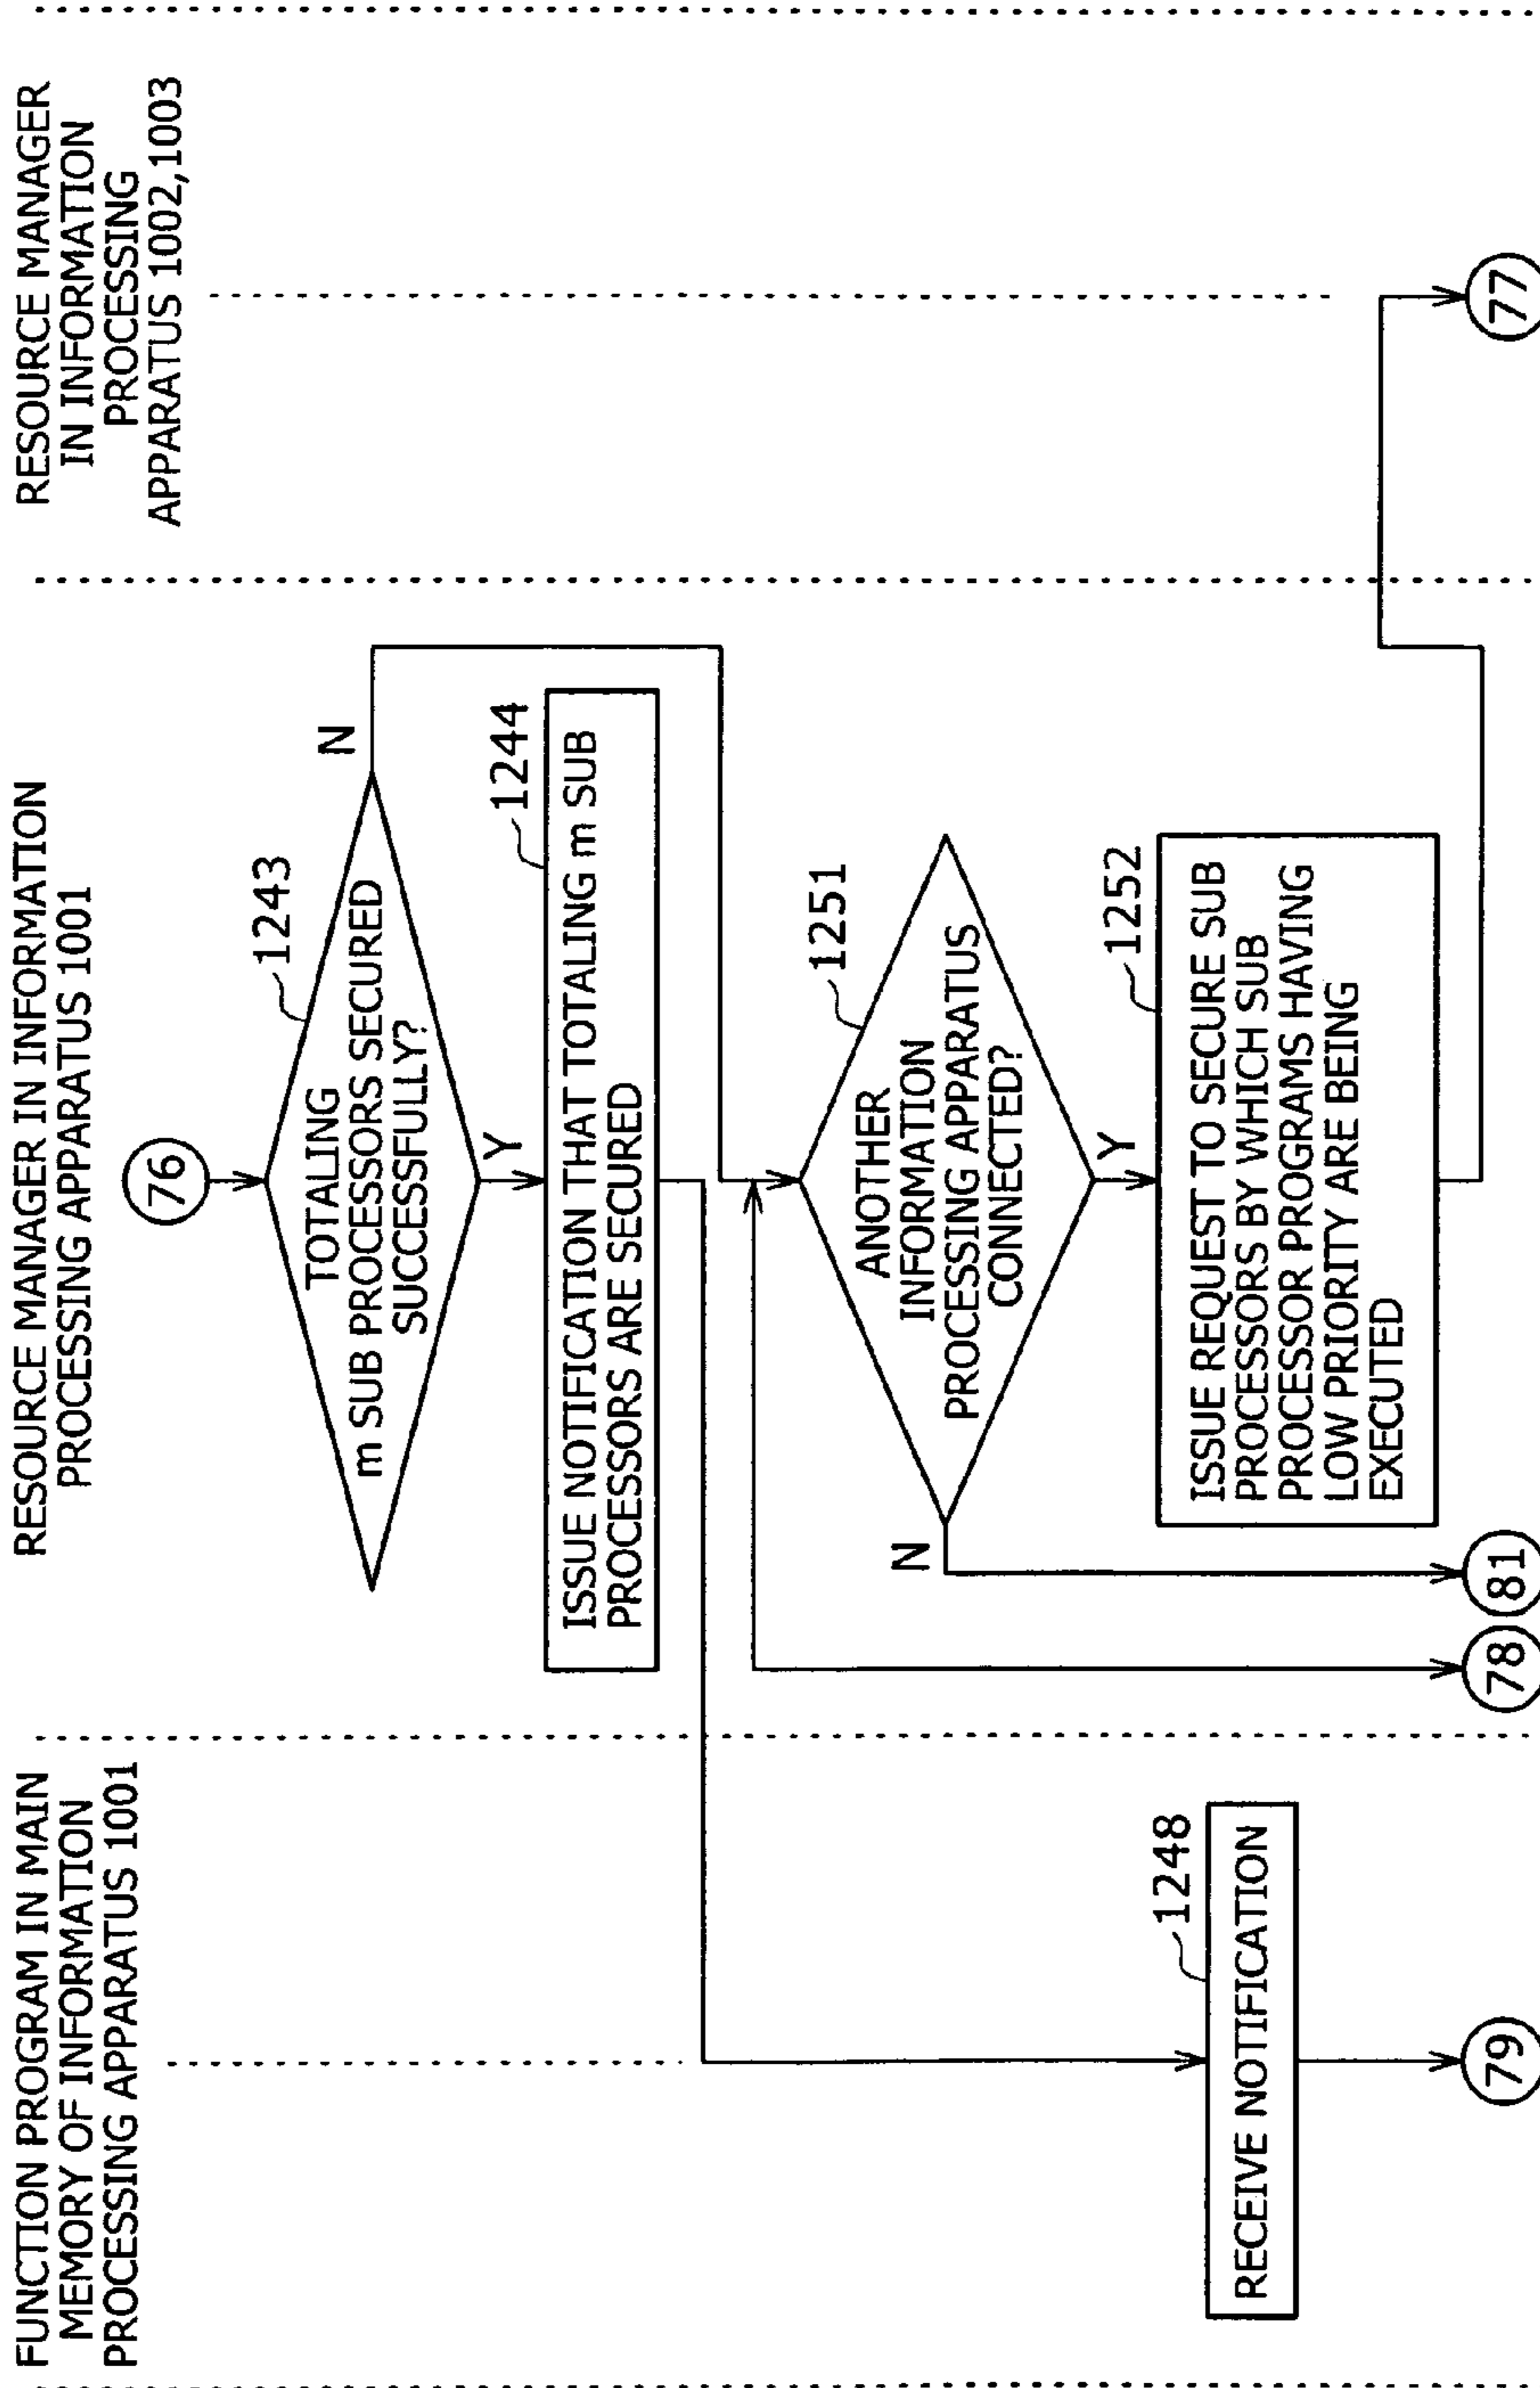 FUNCTION PROGRAM IN MAIN
MEMORY OF INFORMATION
PROCESSING APPARATUS 1001
RESOURCE MANAGER IN INFORMATION
PROCESSING APPARATUS 1001
RESOURCE MANAGER
IN INFORMATION
PROCESSING
APPARATUS 1002,1003
76
1243
TOTALING
m SUB PROCESSORS SECURED
SUCCESSFULLY?
N
Y
1244
ISSUE NOTIFICATION THAT TOTALING m SUB
PROCESSORS ARE SECURED
1251
ANOTHER
INFORMATION
PROCESSING APPARATUS
CONNECTED?
N
Y
1248
RECEIVE NOTIFICATION
1252
ISSUE REQUEST TO SECURE SUB
PROCESSORS BY WHICH SUB
PROCESSOR PROGRAMS HAVING
LOW PRIORITY ARE BEING
EXECUTED
79
78
81
77